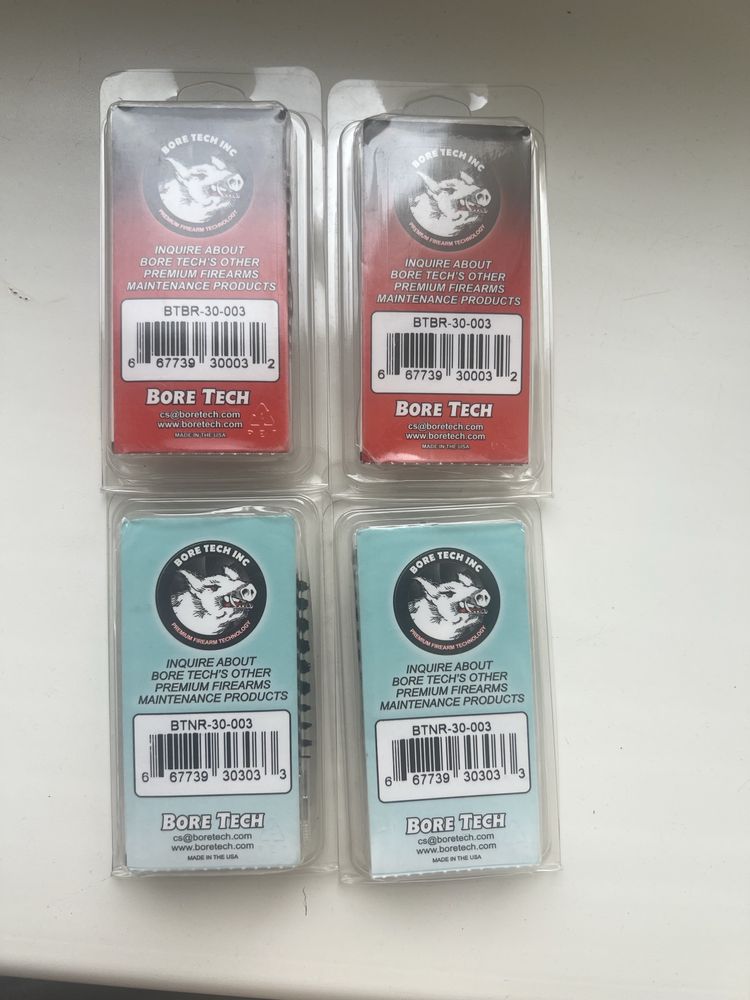 BORE TECH INC
PREMIUM FIREARM TECHNOLOGY
INQUIRE ABOUT
BORE TECH'S OTHER
PREMIUM FIREARMS
MAINTENANCE PRODUCTS
BTBR-30-003
6 67739 30003 2
BORE TECH
cs@boretech.com
www.boretech.com
MADE IN THE USA
BORE TECH INC
PREMIUM FIREARM TECHNOLOGY
INQUIRE ABOUT
BORE TECH'S OTHER
PREMIUM FIREARMS
MAINTENANCE PRODUCTS
BTBR-30-003
6 67739 30003 2
BORE TECH
cs@boretech.com
www.boretech.com
MADE IN THE USA
BORE TECH INC
PREMIUM FIREARM TECHNOLOGY
INQUIRE ABOUT
BORE TECH'S OTHER
PREMIUM FIREARMS
MAINTENANCE PRODUCTS
BTNR-30-003
6 67739 30303 3
BORE TECH
cs@boretech.com
www.boretech.com
MADE IN THE USA
BORE TECH INC
PREMIUM FIREARM TECHNOLOGY
INQUIRE ABOUT
BORE TECH'S OTHER
PREMIUM FIREARMS
MAINTENANCE PRODUCTS
BTNR-30-003
6 67739 30303 3
BORE TECH
cs@boretech.com
www.boretech.com
MADE IN THE USA